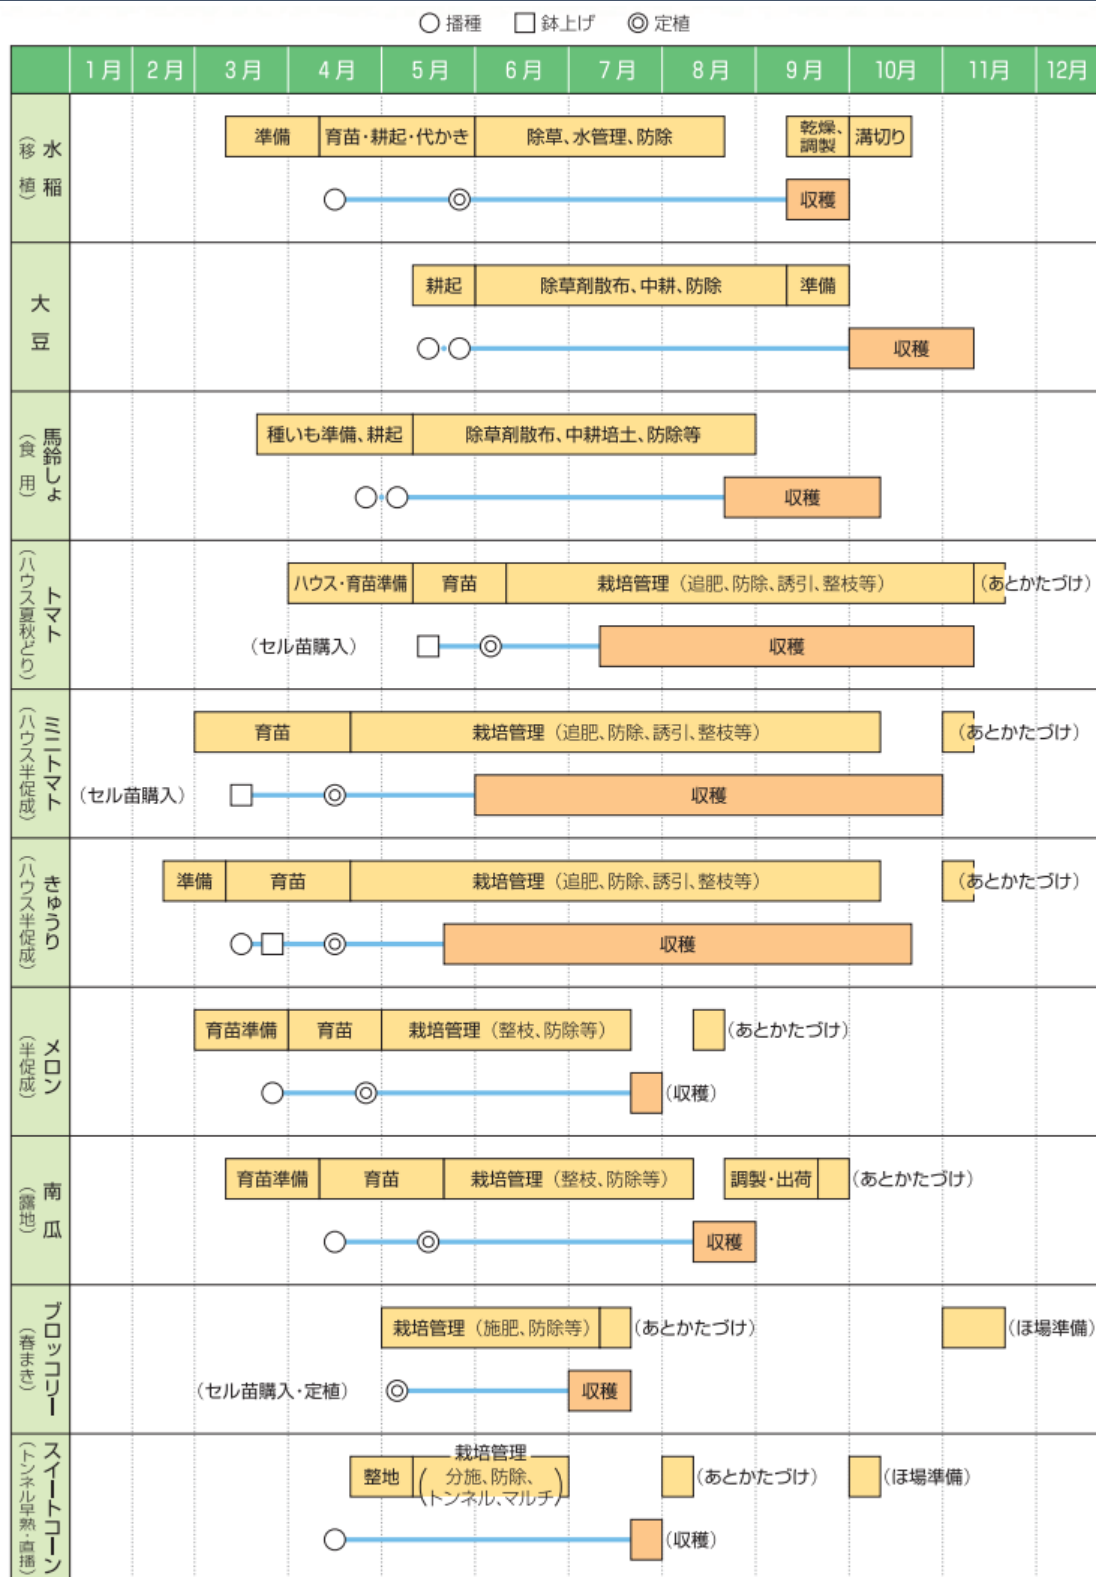 ○ 播種 □ 鉢上げ ◎ 定植
1月 2月 3月 4月 5月 6月 7月 8月 9月 10月 11月 12月
水稲
（移植）
準備 育苗・耕起・代かき 除草、水管理、防除 乾燥、調製 溝切り
収穫
大豆
耕起 除草剤散布、中耕、防除 準備
収穫
馬鈴しょ
（食用）
種いも準備、耕起 除草剤散布、中耕培土、防除等
収穫
トマト
（ハウス夏秋どり）
ハウス・育苗準備 育苗 栽培管理（追肥、防除、誘引、整枝等） （あとかたづけ）
（セル苗購入） 収穫
ミニトマト
（ハウス半促成）
育苗 栽培管理（追肥、防除、誘引、整枝等） （あとかたづけ）
（セル苗購入） 収穫
きゅうり
（ハウス半促成）
準備 育苗 栽培管理（追肥、防除、誘引、整枝等） （あとかたづけ）
収穫
メロン
（半促成）
育苗準備 育苗 栽培管理（整枝、防除等） （あとかたづけ）
（収穫）
南瓜
（露地）
育苗準備 育苗 栽培管理（整枝、防除等） 調製・出荷 （あとかたづけ）
収穫
ブロッコリー
（春まき）
栽培管理（施肥、防除等） （あとかたづけ） （ほ場準備）
（セル苗購入・定植） 収穫
スイートコーン
（トンネル早熟・直播）
整地 栽培管理
（分施、防除、
トンネル、マルチ） （あとかたづけ） （ほ場準備）
（収穫）